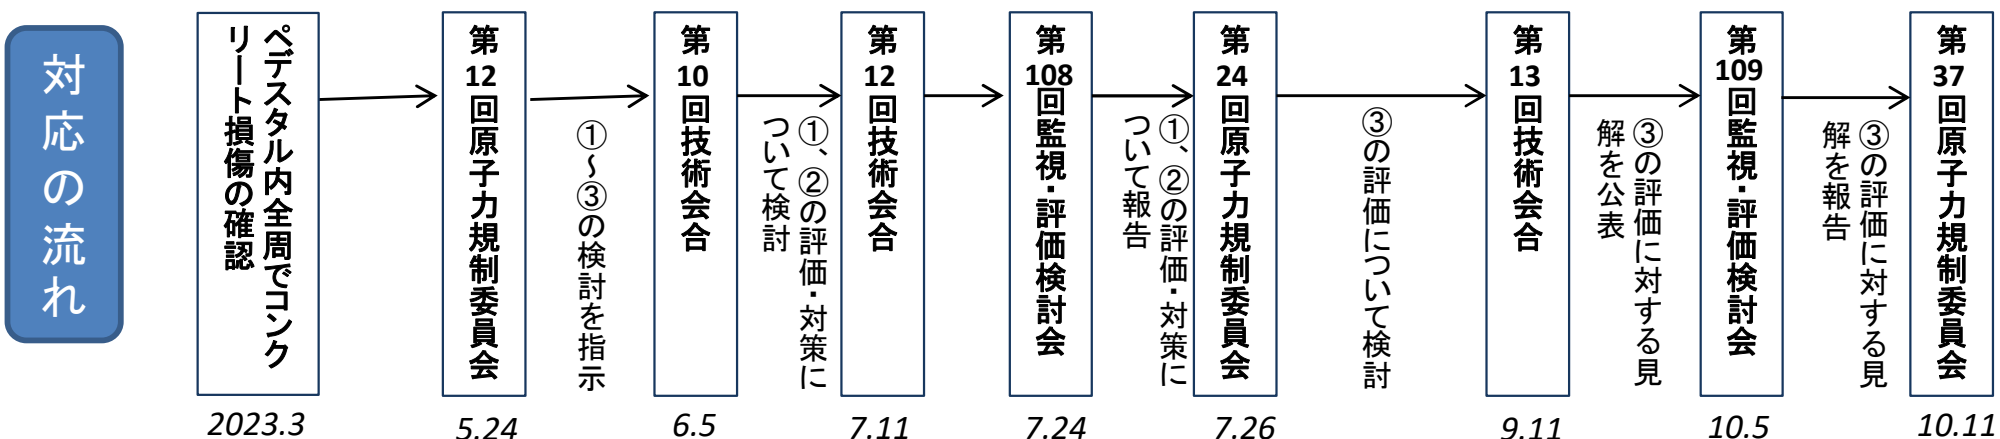 対応の流れ
ペデスタル内全周でコンク
リート損傷の確認
2023.3
第12回原子力規制委員会
5.24
①～③の検討を指示
第10回技術会合
6.5
①、②の評価・対策に
ついて検討
第12回技術会合
7.11
第108回監視・評価検討会
7.24
①、②の評価・対策に
ついて報告
第24回原子力規制委員会
7.26
③の評価について検討
第13回技術会合
9.11
③の評価に対する見
解を公表
第109回監視・評価検討会
10.5
③の評価に対する見
解を報告
第37回原子力規制委員会
10.11